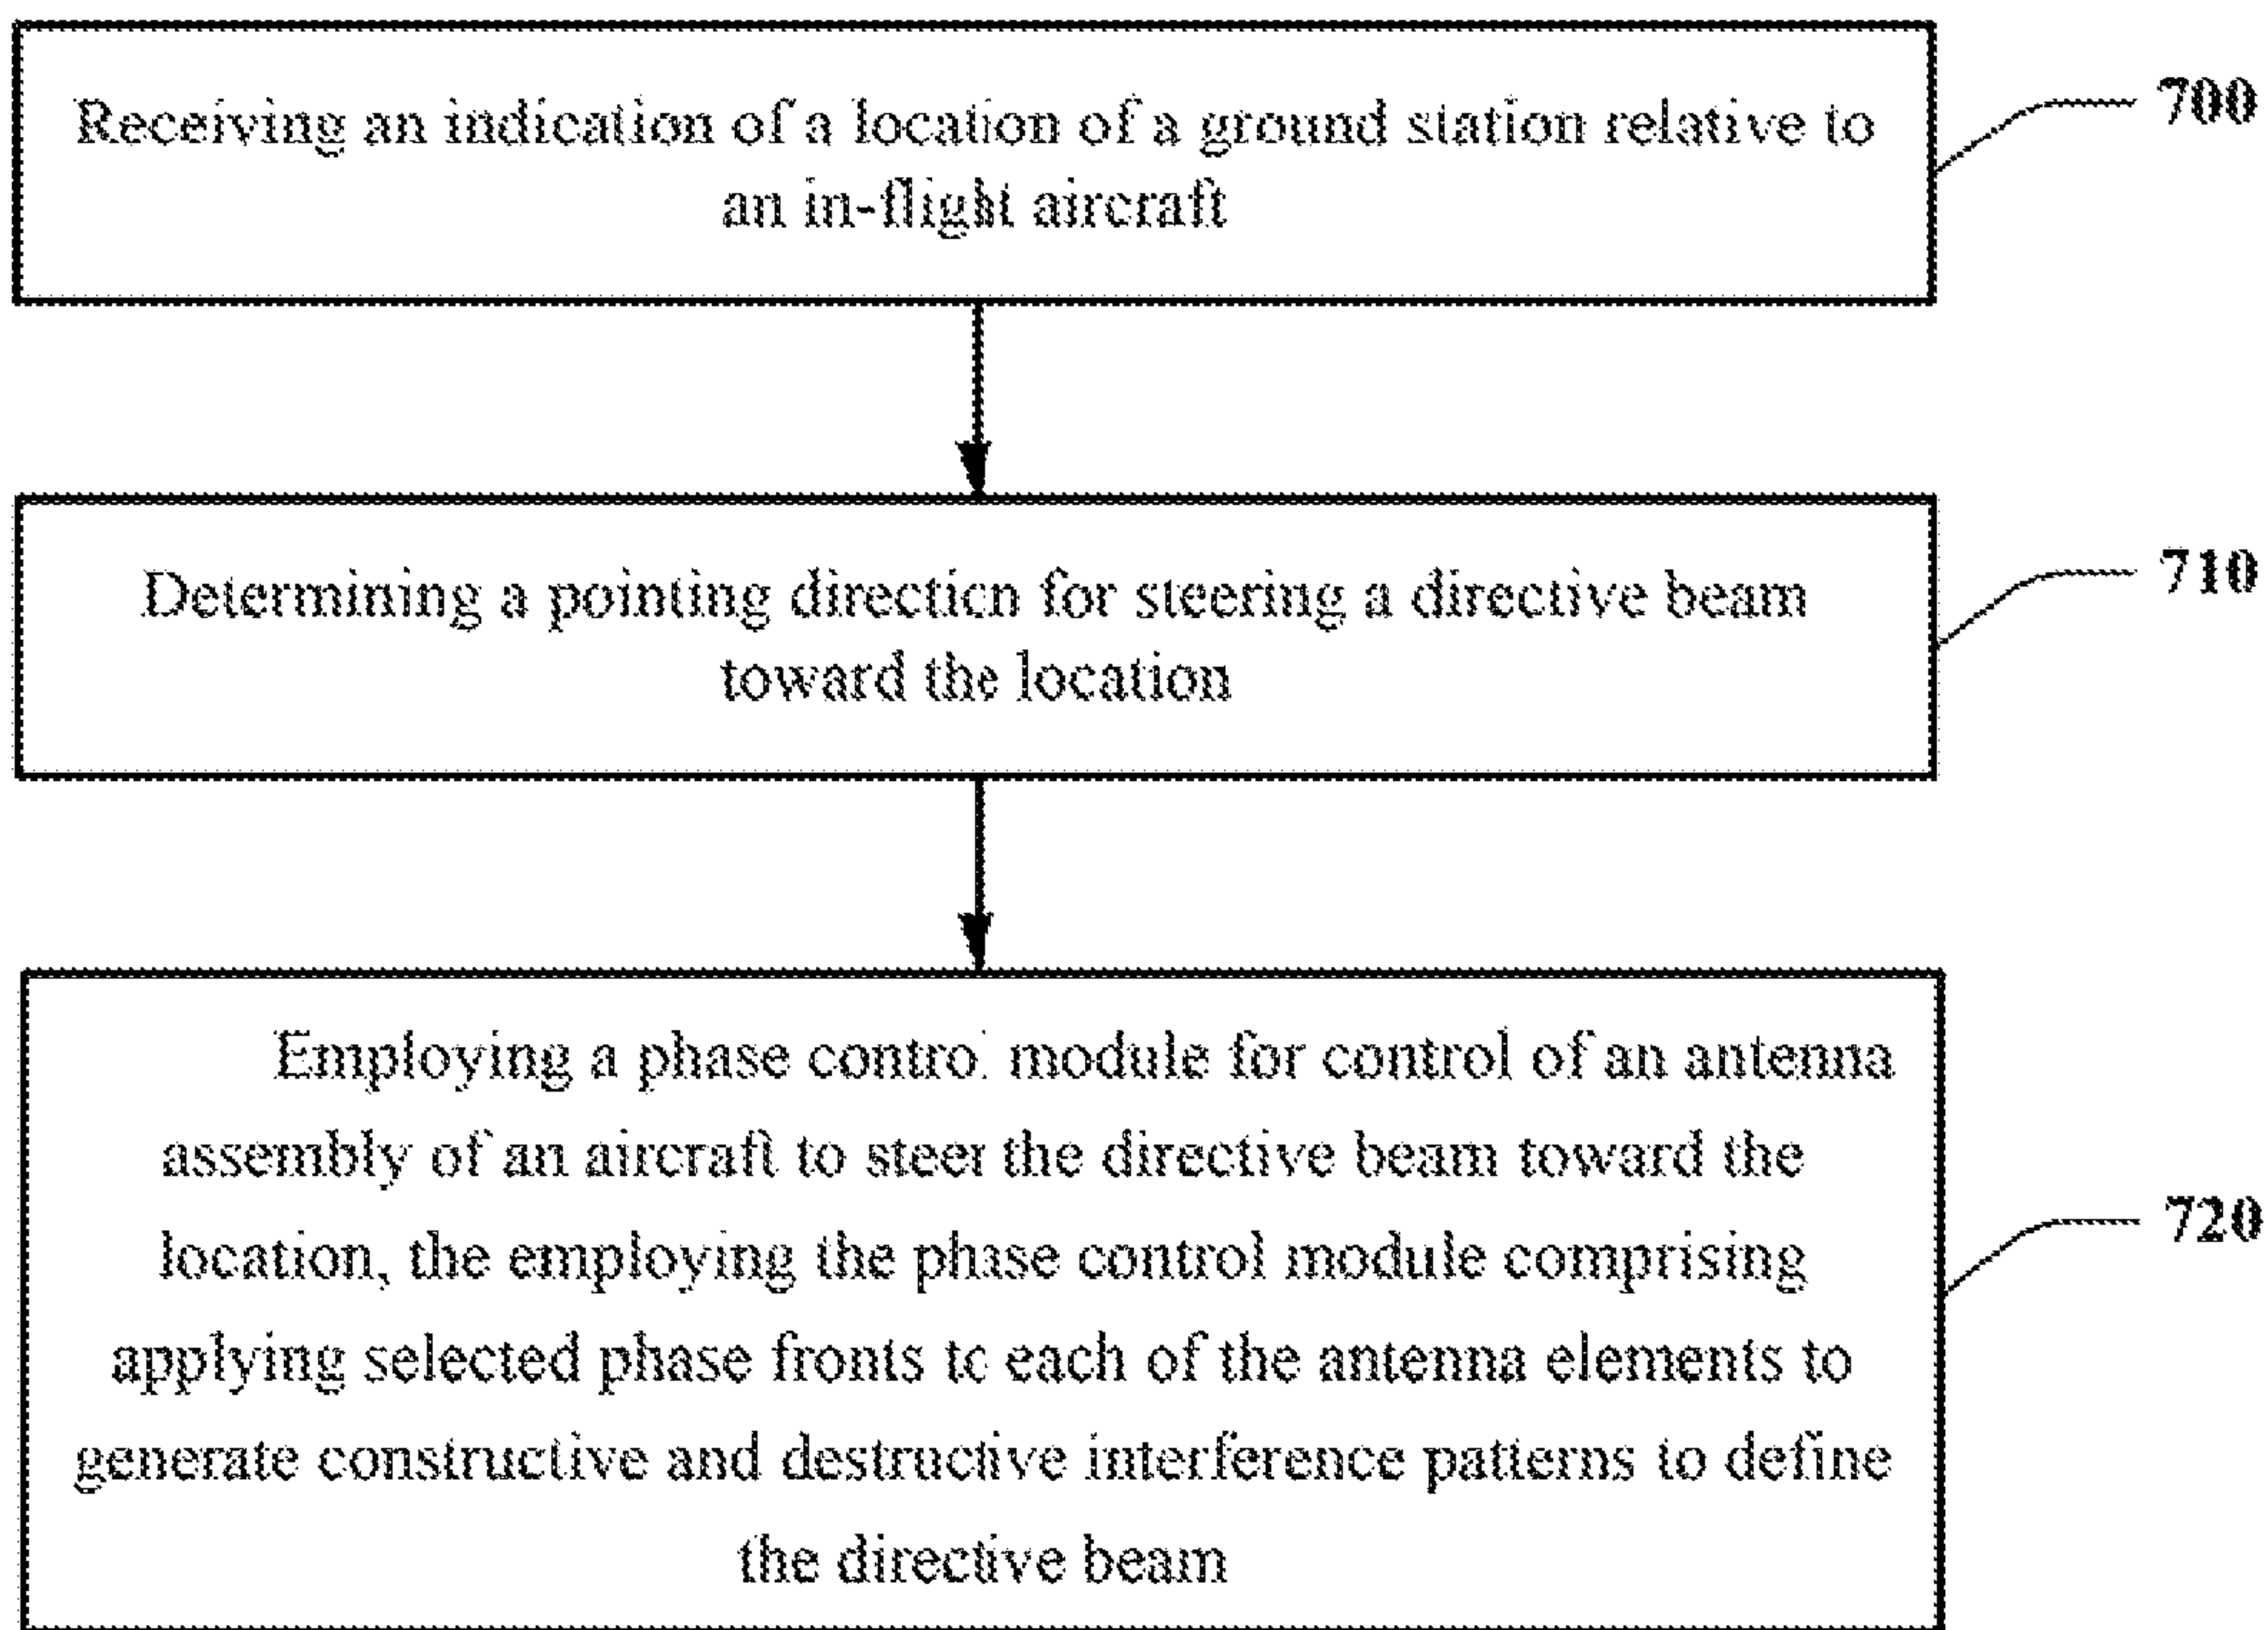 Receiving an indication of a location of a ground station relative to
an in-flight aircraft
700
Determining a pointing direction for steering a directive beam
toward the location
710
Employing a phase control module for control of an antenna
assembly of an aircraft to steer the directive beam toward the
location, the employing the phase control module comprising
applying selected phase fronts to each of the antenna elements to
generate constructive and destructive interference patterns to define
the directive beam
720